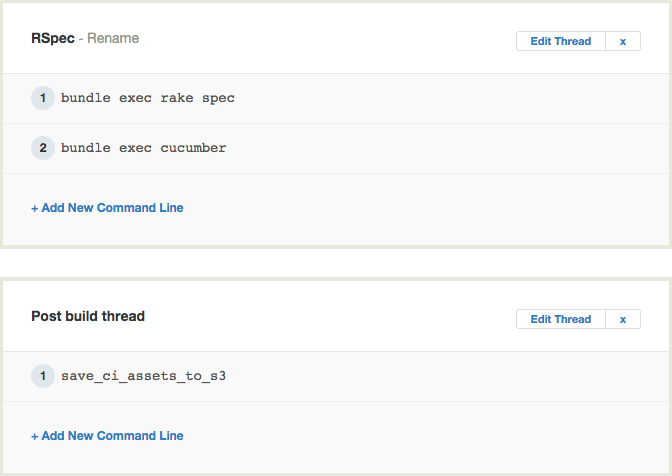 RSpec - Rename
Edit Thread x
1 bundle exec rake spec
2 bundle exec cucumber
+ Add New Command Line
Post build thread
Edit Thread x
1 save_ci_assets_to_s3
+ Add New Command Line